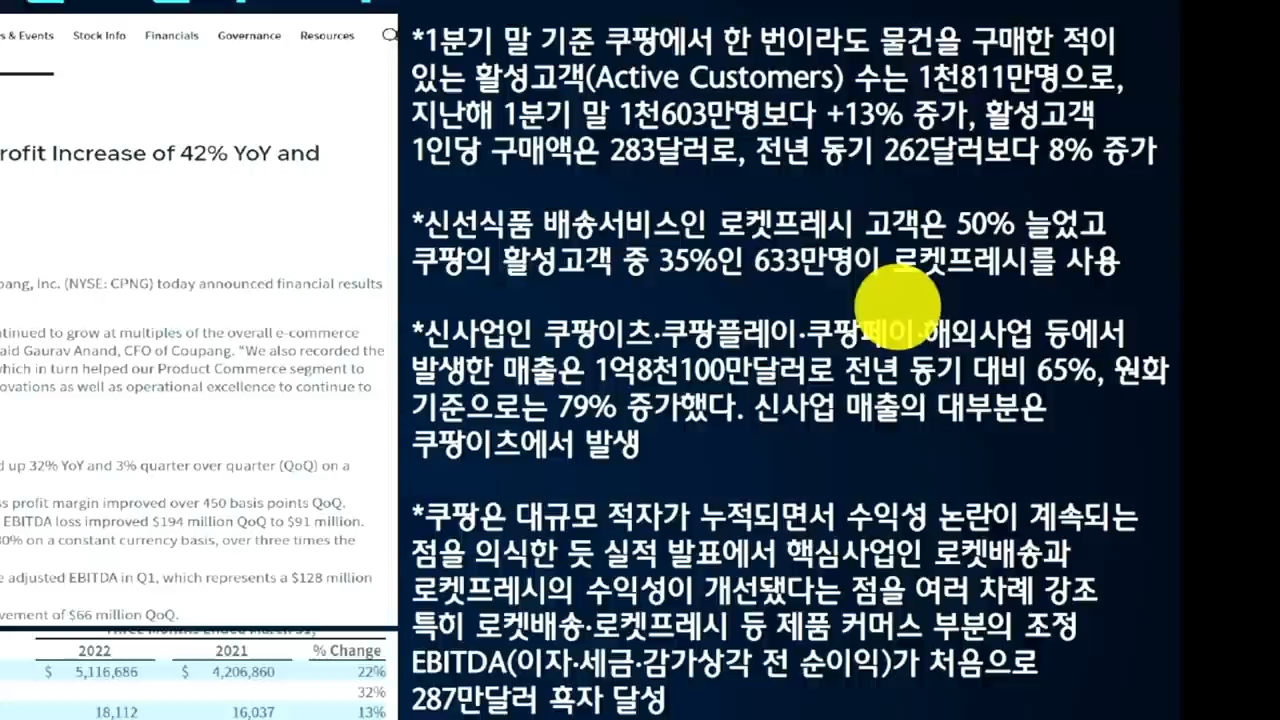 s & Events Stock Info Financials Governance Resources
rofit Increase of 42% YoY and
pang, Inc. (NYSE: CPNG) today announced financial results
ntinued to grow at multiples of the overall e-commerce
aid Gaurav Anand, CFO of Coupang. "We also recorded the
which in turn helped our Product Commerce segment to
ovations as well as operational excellence to continue to
d up 32% YoY and 3% quarter over quarter (QoQ) on a
ss profit margin improved over 450 basis points QoQ.
EBITDA loss improved $194 million QoQ to $91 million.
30% on a constant currency basis, over three times the
e adjusted EBITDA in Q1, which represents a $128 million
vement of $66 million QoQ.
Three Months Ended March 31,
2022 2021 % Change
$ 5,116,686 $ 4,206,860 22%
32%
18,112 16,037 13%
*1분기 말 기준 쿠팡에서 한 번이라도 물건을 구매한 적이
있는 활성고객(Active Customers) 수는 1천811만명으로,
지난해 1분기 말 1천603만명보다 +13% 증가, 활성고객
1인당 구매액은 283달러로, 전년 동기 262달러보다 8% 증가
*신선식품 배송서비스인 로켓프레시 고객은 50% 늘었고
쿠팡의 활성고객 중 35%인 633만명이 로켓프레시를 사용
*신사업인 쿠팡이츠·쿠팡플레이·쿠팡페이·해외사업 등에서
발생한 매출은 1억8천100만달러로 전년 동기 대비 65%, 원화
기준으로는 79% 증가했다. 신사업 매출의 대부분은
쿠팡이츠에서 발생
*쿠팡은 대규모 적자가 누적되면서 수익성 논란이 계속되는
점을 의식한 듯 실적 발표에서 핵심사업인 로켓배송과
로켓프레시의 수익성이 개선됐다는 점을 여러 차례 강조
특히 로켓배송·로켓프레시 등 제품 커머스 부분의 조정
EBITDA(이자·세금·감가상각 전 순이익)가 처음으로
287만달러 흑자 달성